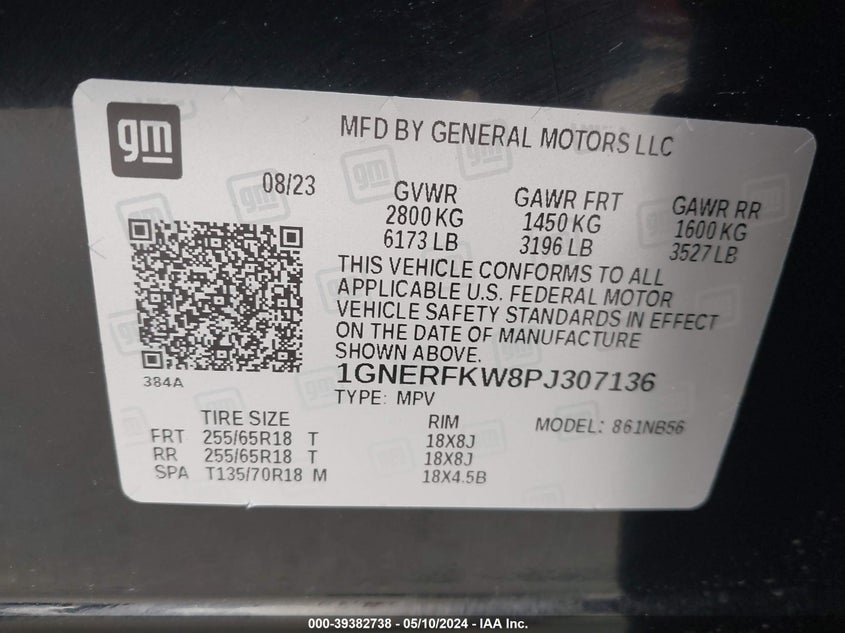 gm
MFD BY GENERAL MOTORS LLC
08/23
GVWR GAWR FRT GAWR RR
2800 KG 1450 KG 1600 KG
6173 LB 3196 LB 3527 LB
THIS VEHICLE CONFORMS TO ALL
APPLICABLE U.S. FEDERAL MOTOR
VEHICLE SAFETY STANDARDS IN EFFECT
ON THE DATE OF MANUFACTURE
SHOWN ABOVE.
384A
1GNERFKW8PJ307136
TYPE: MPV
TIRE SIZE RIM MODEL: 861NB56
FRT 255/65R18 T 18X8J
RR 255/65R18 T 18X8J
SPA T135/70R18 M 18X4.5B
000-39382738 - 05/10/2024 - IAA Inc.